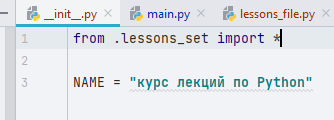 __init__.py main.py lessons_file.py
1 from .lessons_set import *
2
3 NAME = "курс лекций по Python"